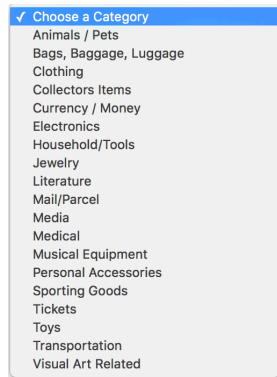 ✓ Choose a Category
Animals / Pets
Bags, Baggage, Luggage
Clothing
Collectors Items
Currency / Money
Electronics
Household/Tools
Jewelry
Literature
Mail/Parcel
Media
Medical
Musical Equipment
Personal Accessories
Sporting Goods
Tickets
Toys
Transportation
Visual Art Related